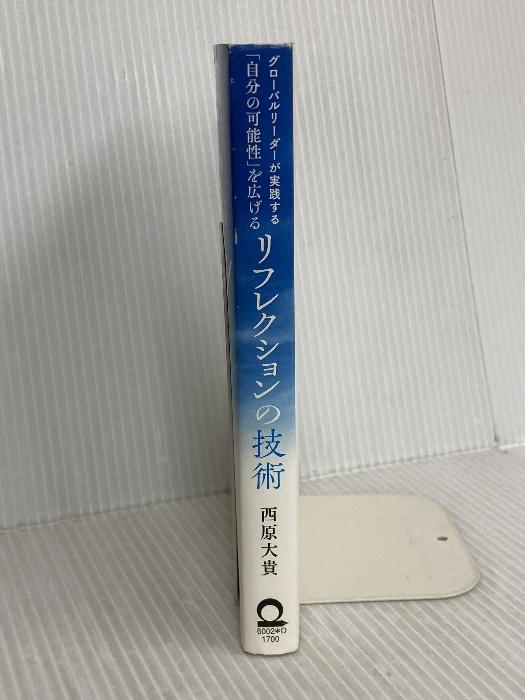 グローバルリーダーが実践する
「自分の可能性」を広げる
リフレクションの技術
西原大貴
6002*D
1700